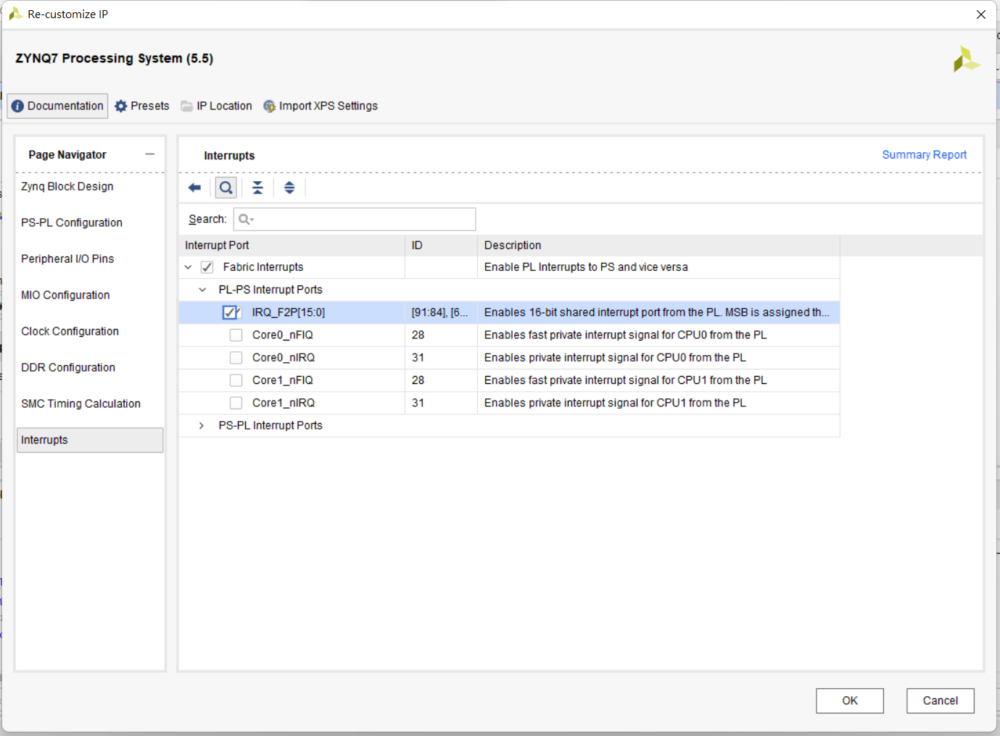 Re-customize IP
ZYNQ7 Processing System (5.5)
Documentation Presets IP Location Import XPS Settings
Page Navigator
Zynq Block Design
PS-PL Configuration
Peripheral I/O Pins
MIO Configuration
Clock Configuration
DDR Configuration
SMC Timing Calculation
Interrupts
Interrupts Summary Report
Search:
Interrupt Port ID Description
Fabric Interrupts Enable PL Interrupts to PS and vice versa
PL-PS Interrupt Ports
IRQ_F2P[15:0] [91:84], [6... Enables 16-bit shared interrupt port from the PL. MSB is assigned th...
Core0_nFIQ 28 Enables fast private interrupt signal for CPU0 from the PL
Core0_nIRQ 31 Enables private interrupt signal for CPU0 from the PL
Core1_nFIQ 28 Enables fast private interrupt signal for CPU1 from the PL
Core1_nIRQ 31 Enables private interrupt signal for CPU1 from the PL
PS-PL Interrupt Ports
OK Cancel